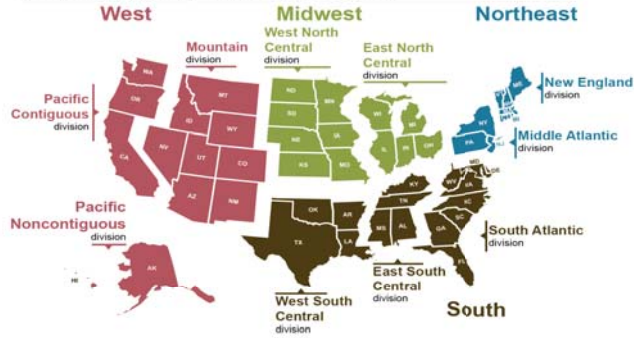 West
Midwest
Northeast
Mountain
division
West North
Central
division
East North
Central
division
New England
division
Middle Atlantic
division
Pacific
Contiguous
division
Pacific
Noncontiguous
division
South Atlantic
division
East South
Central
division
West South
Central
division
South
WA
OR
CA
NV
ID
MT
WY
UT
CO
AZ
NM
AK
HI
ND
SD
NE
KS
MN
IA
MO
WI
IL
MI
IN
OH
ME
NY
PA
NJ
OK
TX
AR
LA
KY
TN
MS
AL
MD
DE
WV
VA
NC
SC
GA
FL